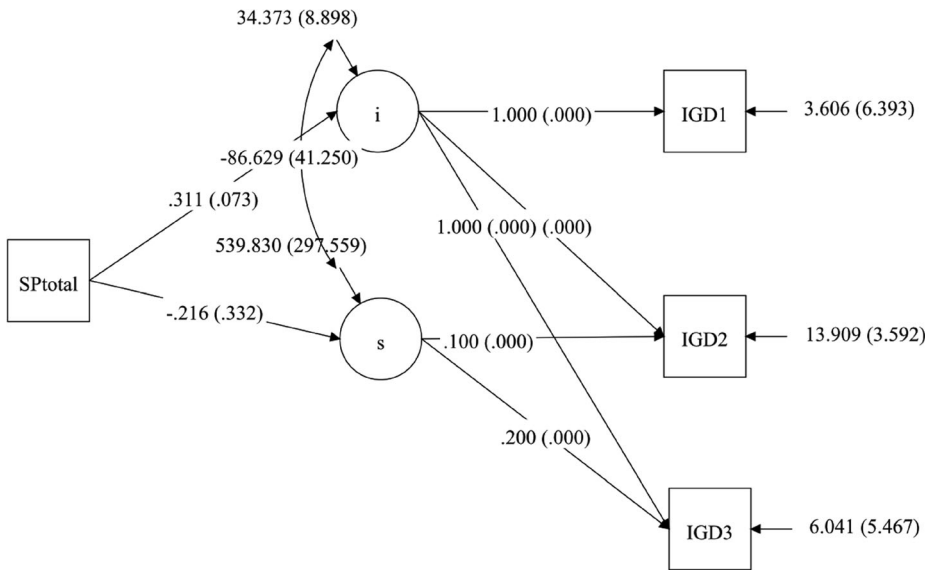 34.373 (8.898)
i
1.000 (.000)
IGD1
3.606 (6.393)
-86.629 (41.250)
.311 (.073)
1.000 (.000) (.000)
539.830 (297.559)
SPtotal
-.216 (.332)
s
.100 (.000)
IGD2
13.909 (3.592)
.200 (.000)
IGD3
6.041 (5.467)